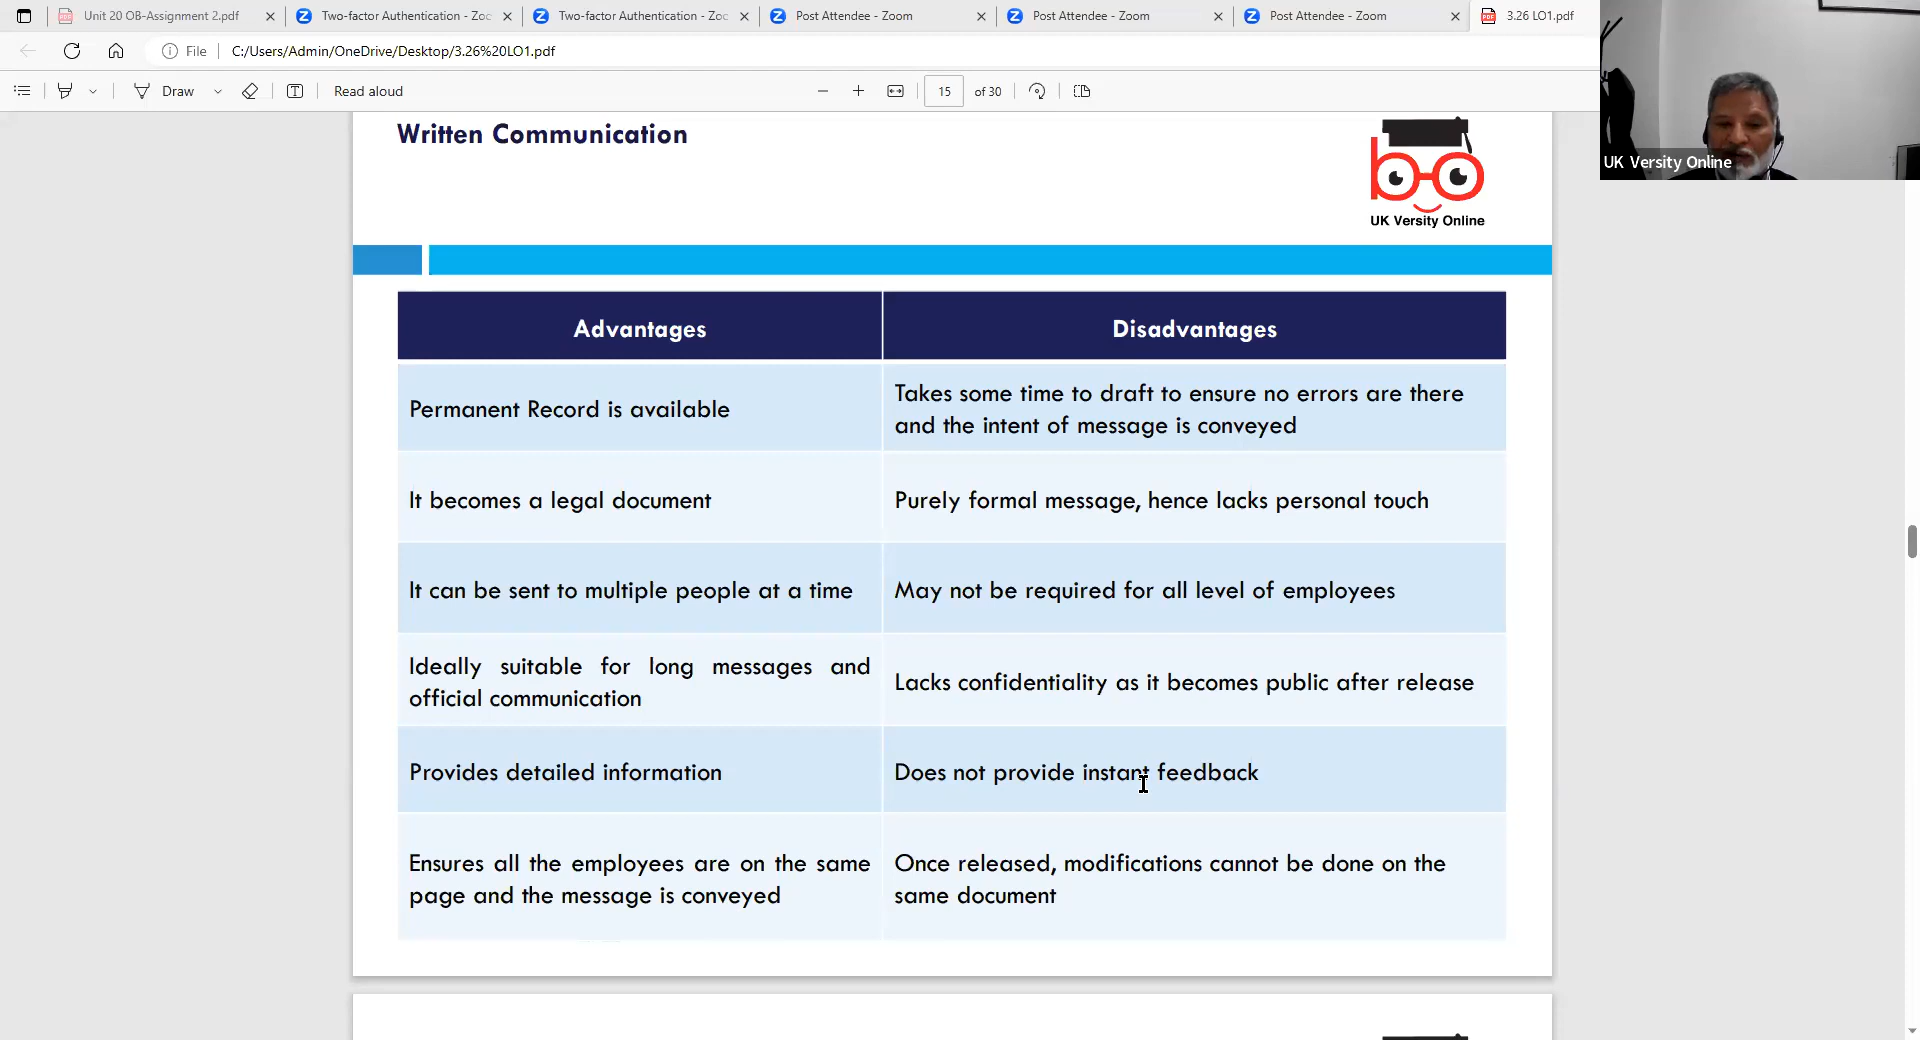 Unit 20 OB-Assignment 2.pdf
Two-factor Authentication - Zoc
Two-factor Authentication - Zoc
Post Attendee - Zoom
Post Attendee - Zoom
Post Attendee - Zoom
3.26 LO1.pdf
File
C:/Users/Admin/OneDrive/Desktop/3.26%20LO1.pdf
Draw
Read aloud
15
of 30
UK Versity Online
Written Communication
UK Versity Online
Advantages
Disadvantages
Permanent Record is available
Takes some time to draft to ensure no errors are there
and the intent of message is conveyed
It becomes a legal document
Purely formal message, hence lacks personal touch
It can be sent to multiple people at a time
May not be required for all level of employees
Ideally suitable for long messages and
official communication
Lacks confidentiality as it becomes public after release
Provides detailed information
Does not provide instant feedback
Ensures all the employees are on the same
page and the message is conveyed
Once released, modifications cannot be done on the
same document